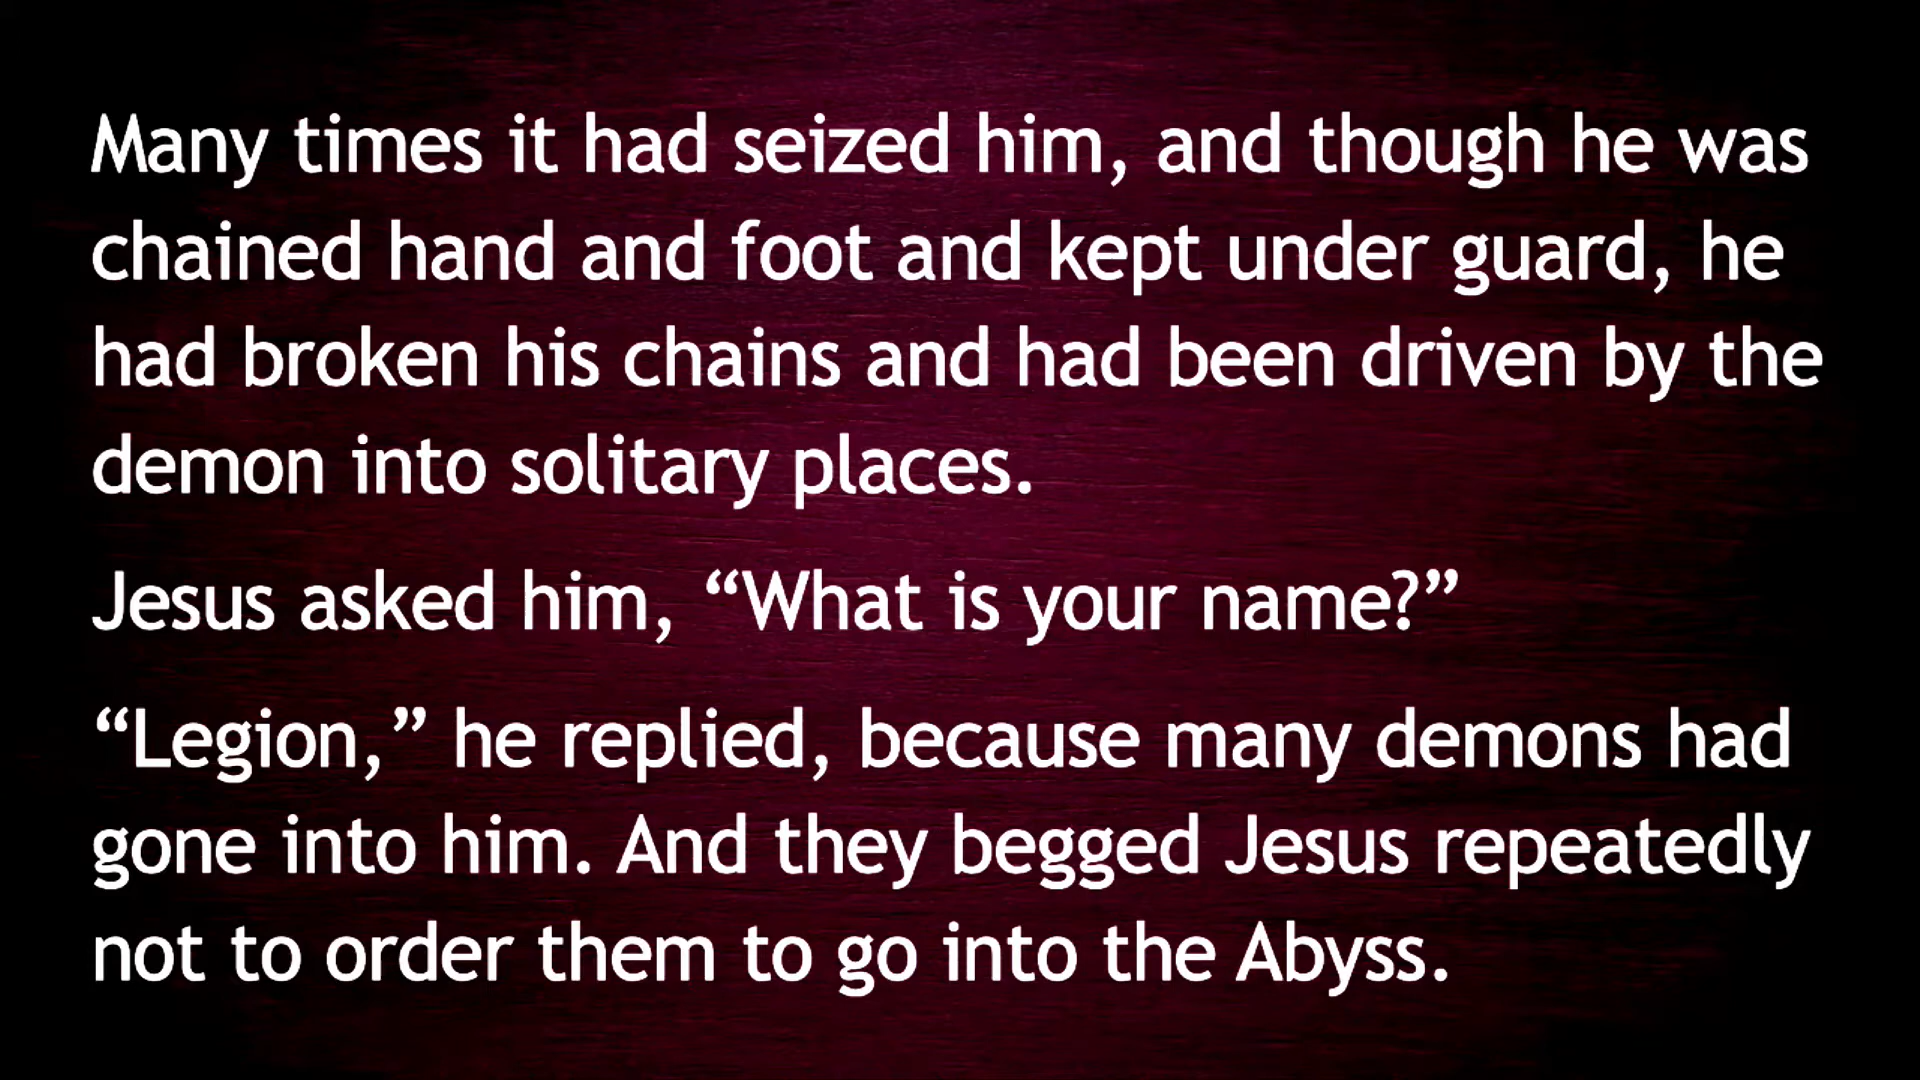 Many times it had seized him, and though he was
chained hand and foot and kept under guard, he
had broken his chains and had been driven by the
demon into solitary places.
Jesus asked him, “What is your name?”
“Legion,” he replied, because many demons had
gone into him. And they begged Jesus repeatedly
not to order them to go into the Abyss.